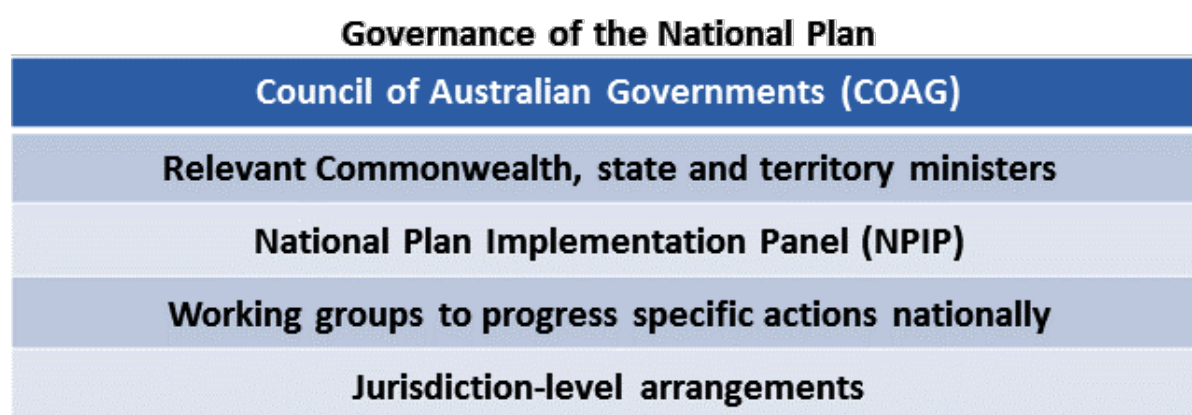 Governance of the National Plan
Council of Australian Governments (COAG)
Relevant Commonwealth, state and territory ministers
National Plan Implementation Panel (NPIP)
Working groups to progress specific actions nationally
Jurisdiction-level arrangements